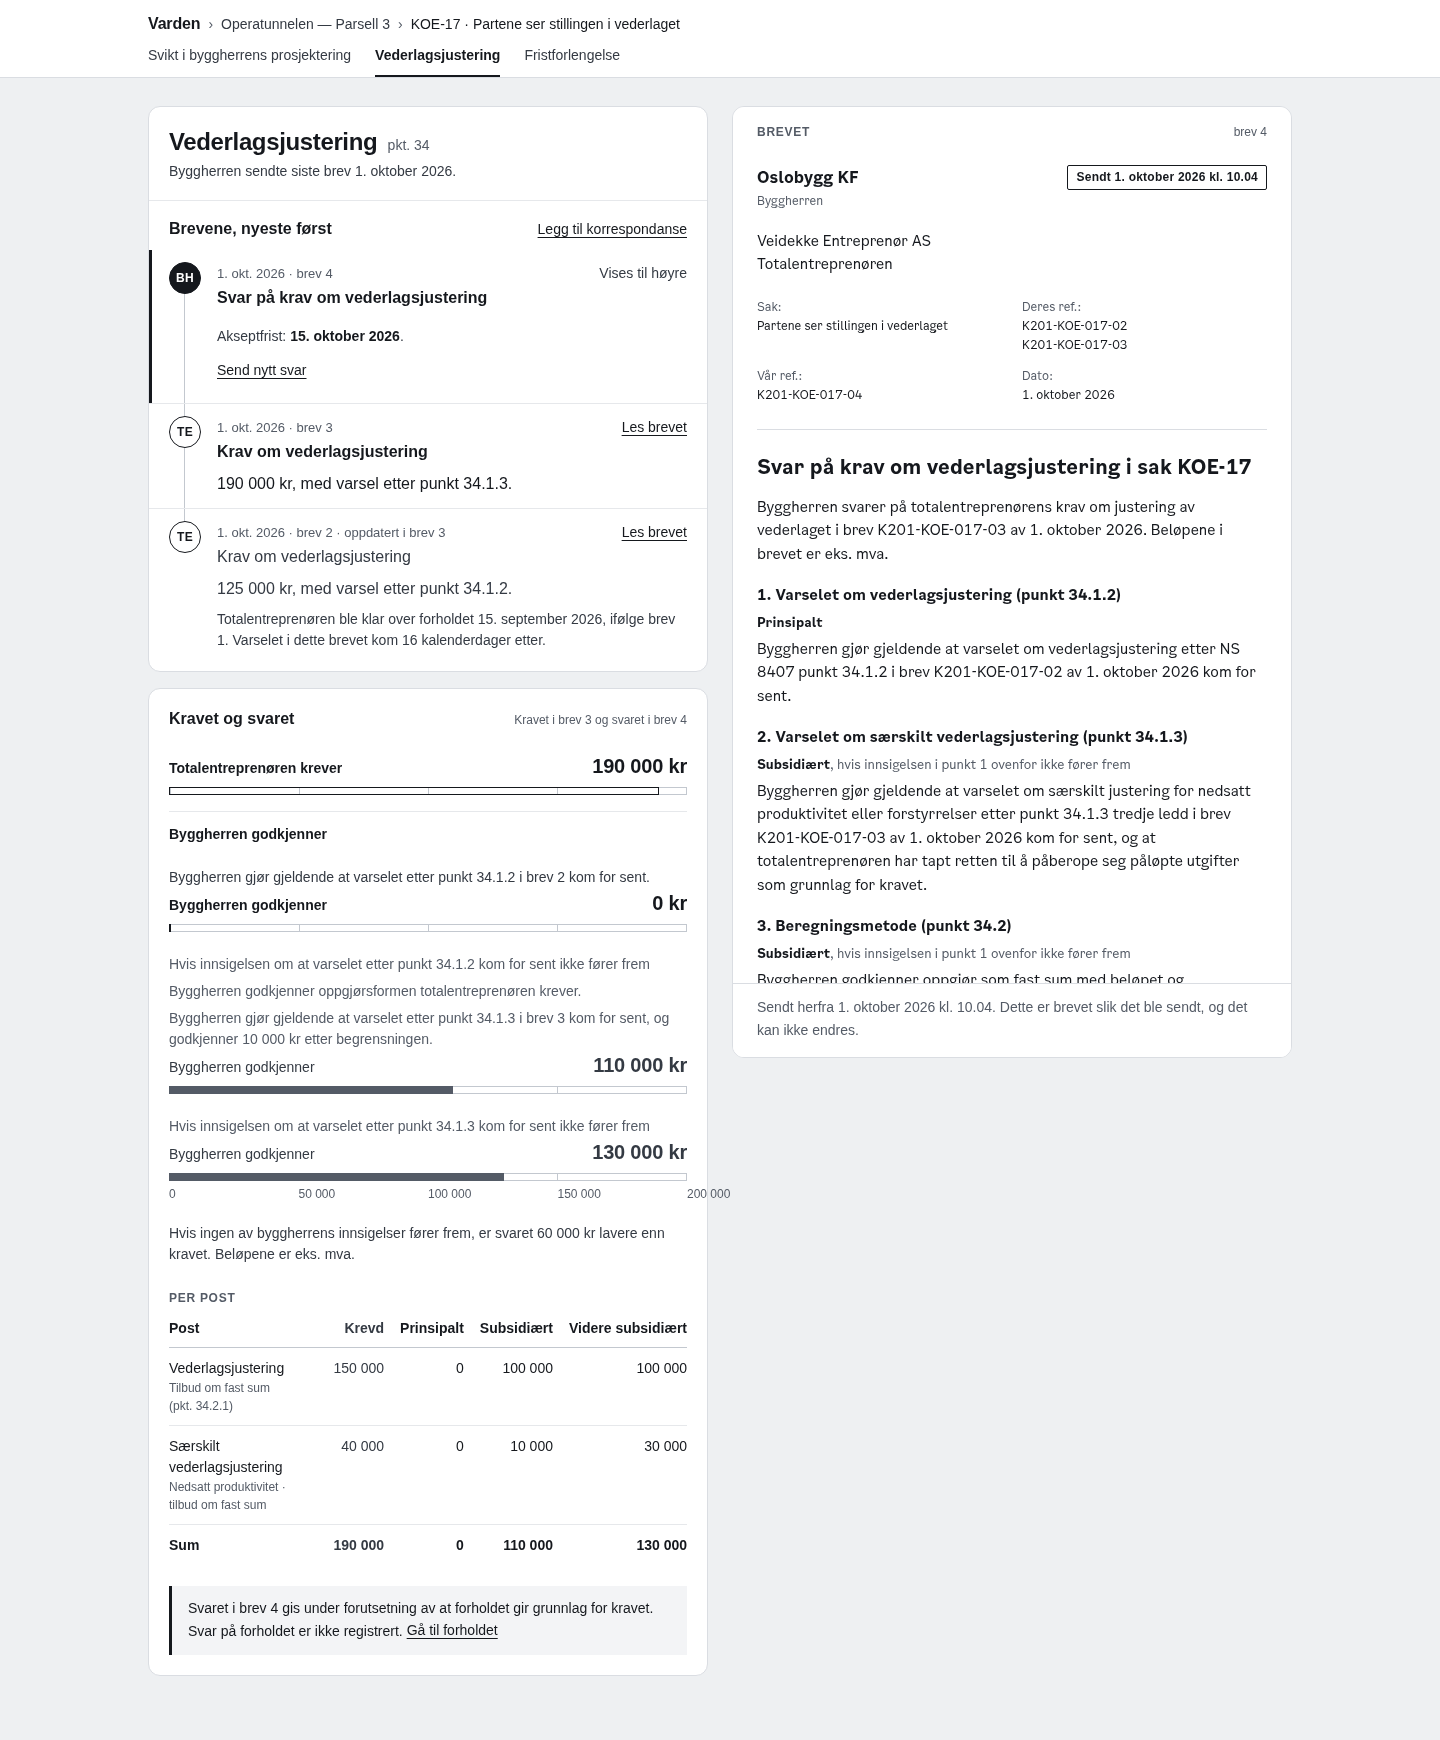 Varden › Operatunnelen — Parsell 3 › KOE-17 · Partene ser stillingen i vederlaget
Svikt i byggherrens prosjektering Vederlagsjustering Fristforlengelse
Vederlagsjustering pkt. 34
Byggherren sendte siste brev 1. oktober 2026.
Brevene, nyeste først Legg til korrespondanse
BH 1. okt. 2026 · brev 4 Vises til høyre
Svar på krav om vederlagsjustering
Akseptfrist: 15. oktober 2026.
Send nytt svar
TE 1. okt. 2026 · brev 3 Les brevet
Krav om vederlagsjustering
190 000 kr, med varsel etter punkt 34.1.3.
TE 1. okt. 2026 · brev 2 · oppdatert i brev 3 Les brevet
Krav om vederlagsjustering
125 000 kr, med varsel etter punkt 34.1.2.
Totalentreprenøren ble klar over forholdet 15. september 2026, ifølge brev
1. Varselet i dette brevet kom 16 kalenderdager etter.
Kravet og svaret Kravet i brev 3 og svaret i brev 4
Totalentreprenøren krever 190 000 kr
Byggherren godkjenner
Byggherren gjør gjeldende at varselet etter punkt 34.1.2 i brev 2 kom for sent.
Byggherren godkjenner 0 kr
Hvis innsigelsen om at varselet etter punkt 34.1.2 kom for sent ikke fører frem
Byggherren godkjenner oppgjørsformen totalentreprenøren krever.
Byggherren gjør gjeldende at varselet etter punkt 34.1.3 i brev 3 kom for sent, og
godkjenner 10 000 kr etter begrensningen.
Byggherren godkjenner 110 000 kr
Hvis innsigelsen om at varselet etter punkt 34.1.3 kom for sent ikke fører frem
Byggherren godkjenner 130 000 kr
0 50 000 100 000 150 000 200 000
Hvis ingen av byggherrens innsigelser fører frem, er svaret 60 000 kr lavere enn
kravet. Beløpene er eks. mva.
PER POST
Post Krevd Prinsipalt Subsidiært Videre subsidiært
Vederlagsjustering 150 000 0 100 000 100 000
Tilbud om fast sum
(pkt. 34.2.1)
Særskilt 40 000 0 10 000 30 000
vederlagsjustering
Nedsatt produktivitet ·
tilbud om fast sum
Sum 190 000 0 110 000 130 000
Svaret i brev 4 gis under forutsetning av at forholdet gir grunnlag for kravet.
Svar på forholdet er ikke registrert. Gå til forholdet
BREVET brev 4
Oslobygg KF Sendt 1. oktober 2026 kl. 10.04
Byggherren
Veidekke Entreprenør AS
Totalentreprenøren
Sak: Deres ref.:
Partene ser stillingen i vederlaget K201-KOE-017-02
K201-KOE-017-03
Vår ref.: Dato:
K201-KOE-017-04 1. oktober 2026
Svar på krav om vederlagsjustering i sak KOE-17
Byggherren svarer på totalentreprenørens krav om justering av
vederlaget i brev K201-KOE-017-03 av 1. oktober 2026. Beløpene i
brevet er eks. mva.
1. Varselet om vederlagsjustering (punkt 34.1.2)
Prinsipalt
Byggherren gjør gjeldende at varselet om vederlagsjustering etter NS
8407 punkt 34.1.2 i brev K201-KOE-017-02 av 1. oktober 2026 kom for
sent.
2. Varselet om særskilt vederlagsjustering (punkt 34.1.3)
Subsidiært, hvis innsigelsen i punkt 1 ovenfor ikke fører frem
Byggherren gjør gjeldende at varselet om særskilt justering for nedsatt
produktivitet eller forstyrrelser etter punkt 34.1.3 tredje ledd i brev
K201-KOE-017-03 av 1. oktober 2026 kom for sent, og at
totalentreprenøren har tapt retten til å påberope seg påløpte utgifter
som grunnlag for kravet.
3. Beregningsmetode (punkt 34.2)
Subsidiært, hvis innsigelsen i punkt 1 ovenfor ikke fører frem
Byggherren godkjenner oppgjør som fast sum med beløpet og
Sendt herfra 1. oktober 2026 kl. 10.04. Dette er brevet slik det ble sendt, og det
kan ikke endres.